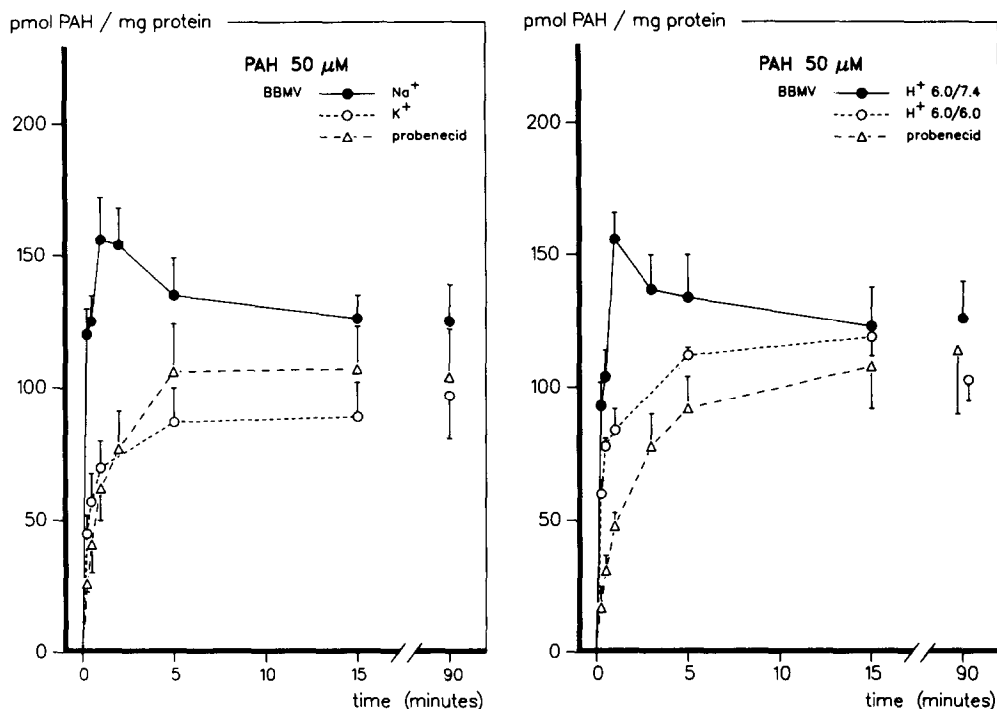 pmol PAH / mg protein
PAH 50 µM
BBMV Na+
K+
probenecid
200
150
100
50
0
0 5 10 15 90
time (minutes)
pmol PAH / mg protein
PAH 50 µM
BBMV H+ 6.0/7.4
H+ 6.0/6.0
probenecid
200
150
100
50
0
0 5 10 15 90
time (minutes)